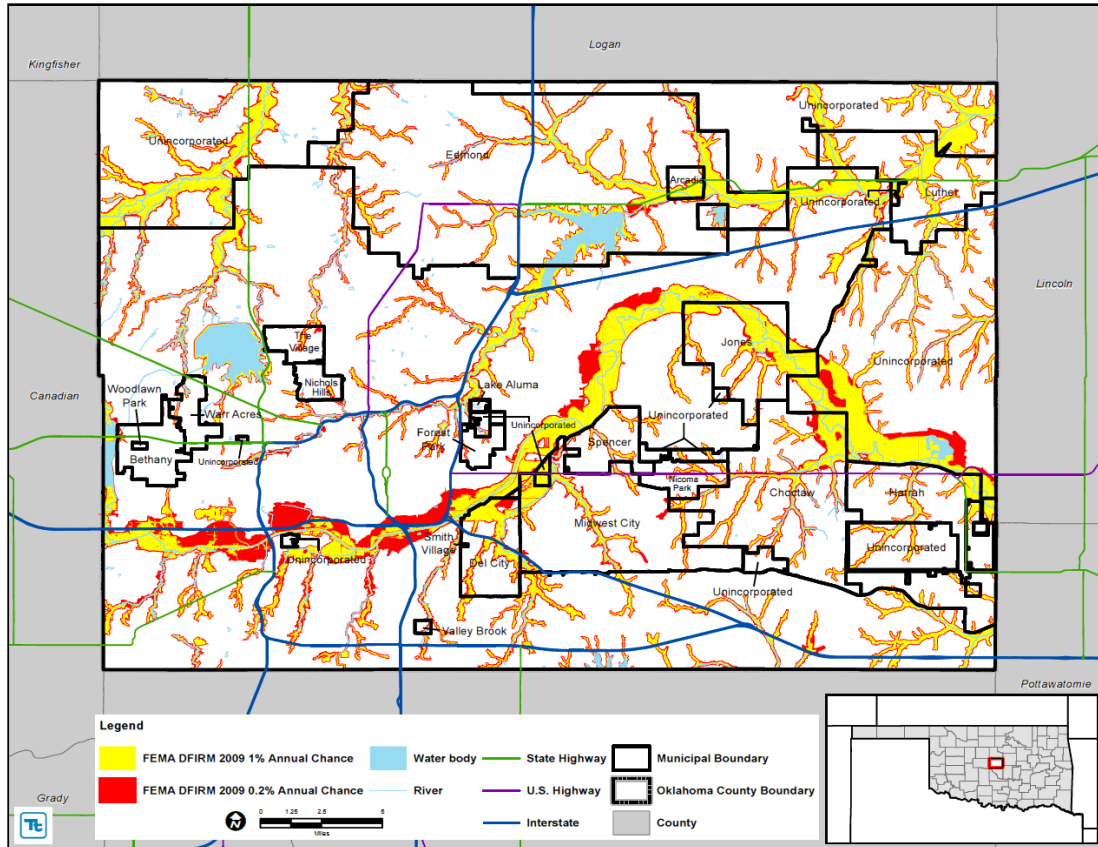 Logan
Kingfisher
Unincorporated
Unincorporated
Edmond
Arcadia
Unincorporated
Luther
Lincoln
The
Village
Jones
Unincorporated
Nichols
Hills
Canadian
Woodlawn
Park
Lake Aluma
Warr Acres
Unincorporated
Unincorporated
Forest
Park
Spencer
Unincorporated
Bethany
Nicoma
Park
Choctaw
Harrah
Midwest City
Smith
Village
Unincorporated
Unincorporated
Del City
Unincorporated
Valley Brook
Pottawatomie
Grady
Legend
FEMA DFIRM 2009 1% Annual Chance
Water body
State Highway
Municipal Boundary
FEMA DFIRM 2009 0.2% Annual Chance
River
U.S. Highway
Oklahoma County Boundary
Interstate
County
N
0 1.25 2.5 5
Miles
Tt